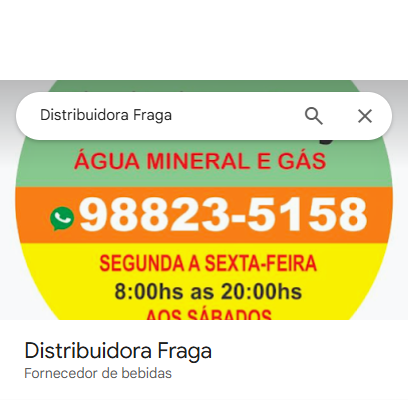 Distribuidora Fraga
ÁGUA MINERAL E GÁS
98823-5158
SEGUNDA A SEXTA-FEIRA
8:00hs as 20:00hs
AOS SÁBADOS
Distribuidora Fraga
Fornecedor de bebidas